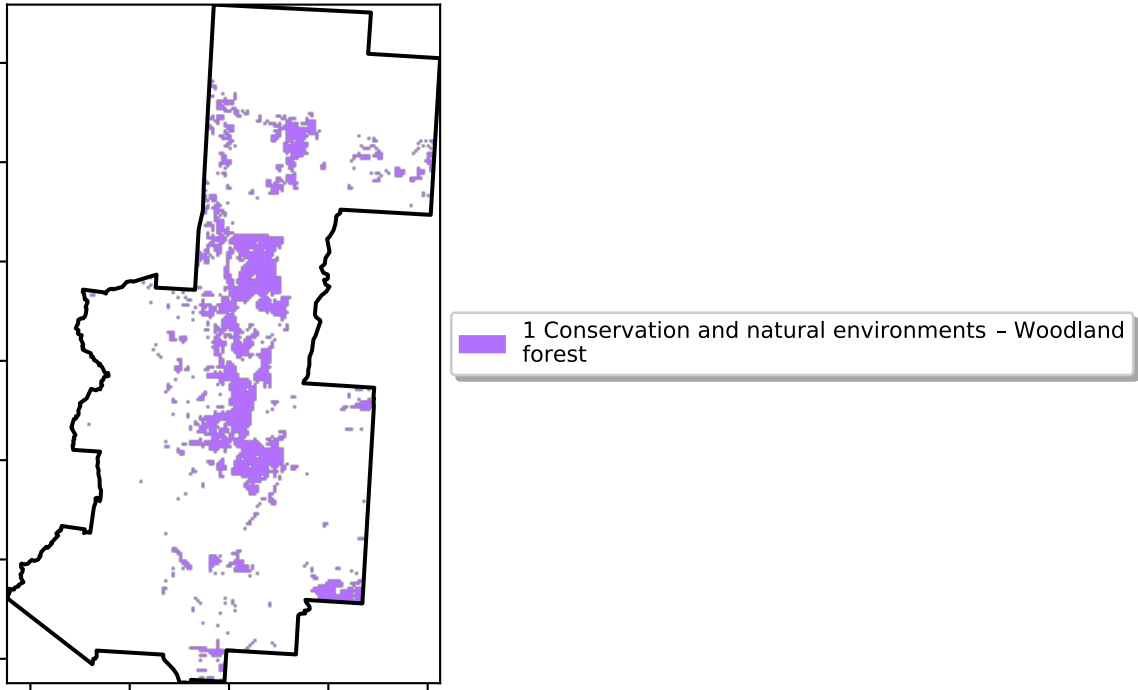 1 Conservation and natural environments – Woodland
forest